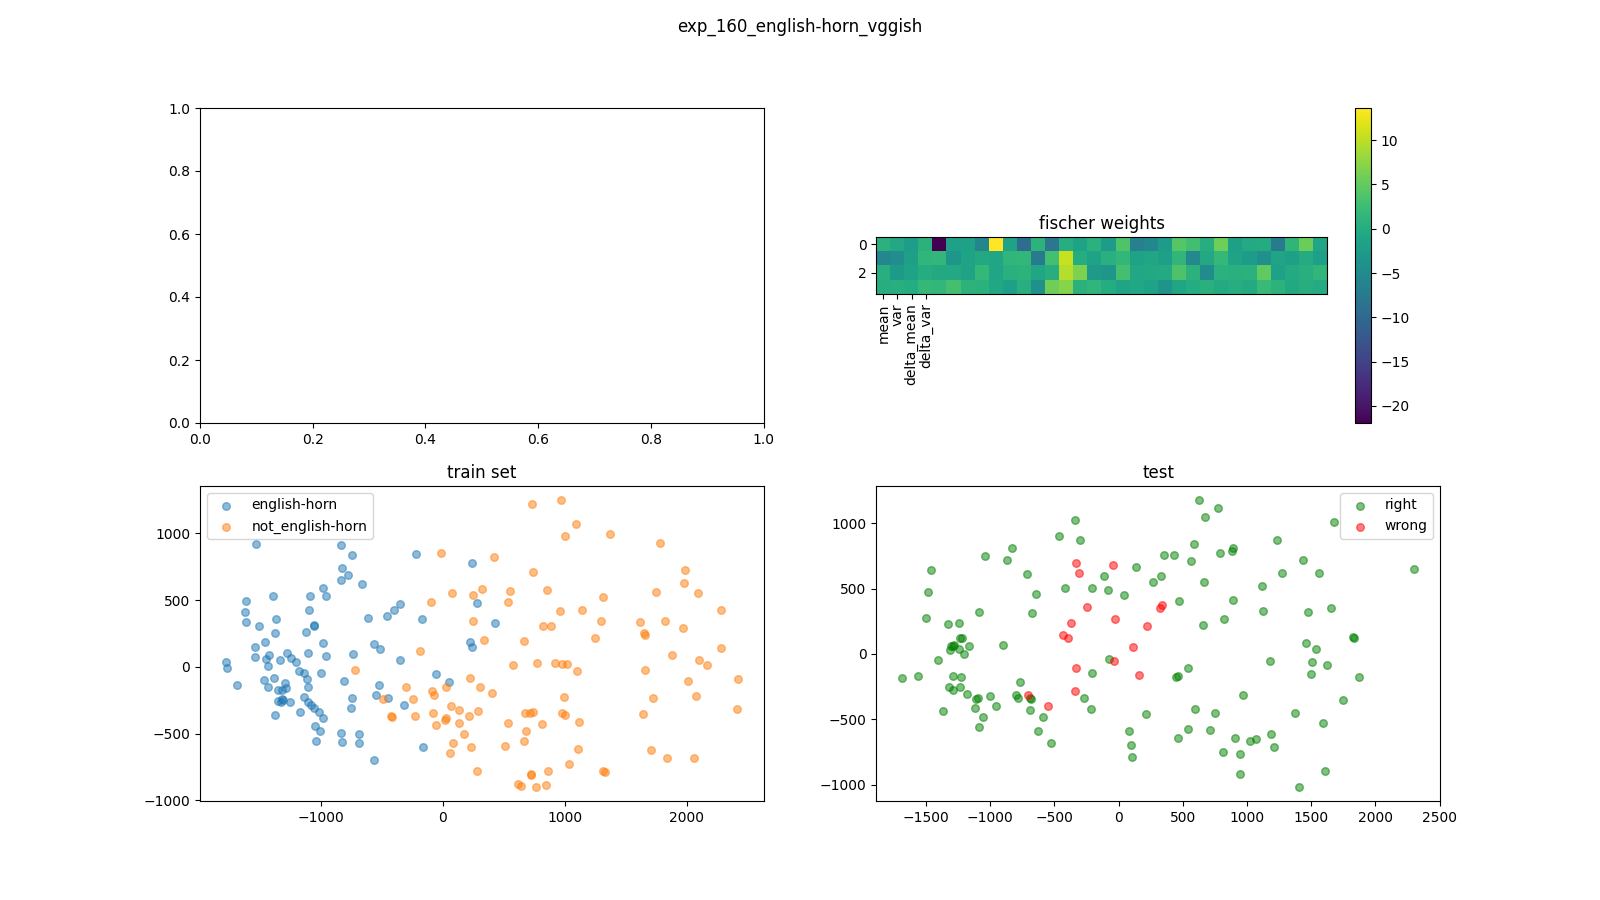 exp_160_english-horn_vggish
1.0
0.8
0.6
0.4
0.2
0.0
0.0 0.2 0.4 0.6 0.8 1.0
fischer weights
0
2
mean
var
delta_mean
delta_var
10
5
0
−5
−10
−15
−20
train set
english-horn
not_english-horn
1000
500
0
−500
−1000
−1000 0 1000 2000
test
right
wrong
1000
500
0
−500
−1000
−1500 −1000 −500 0 500 1000 1500 2000 2500